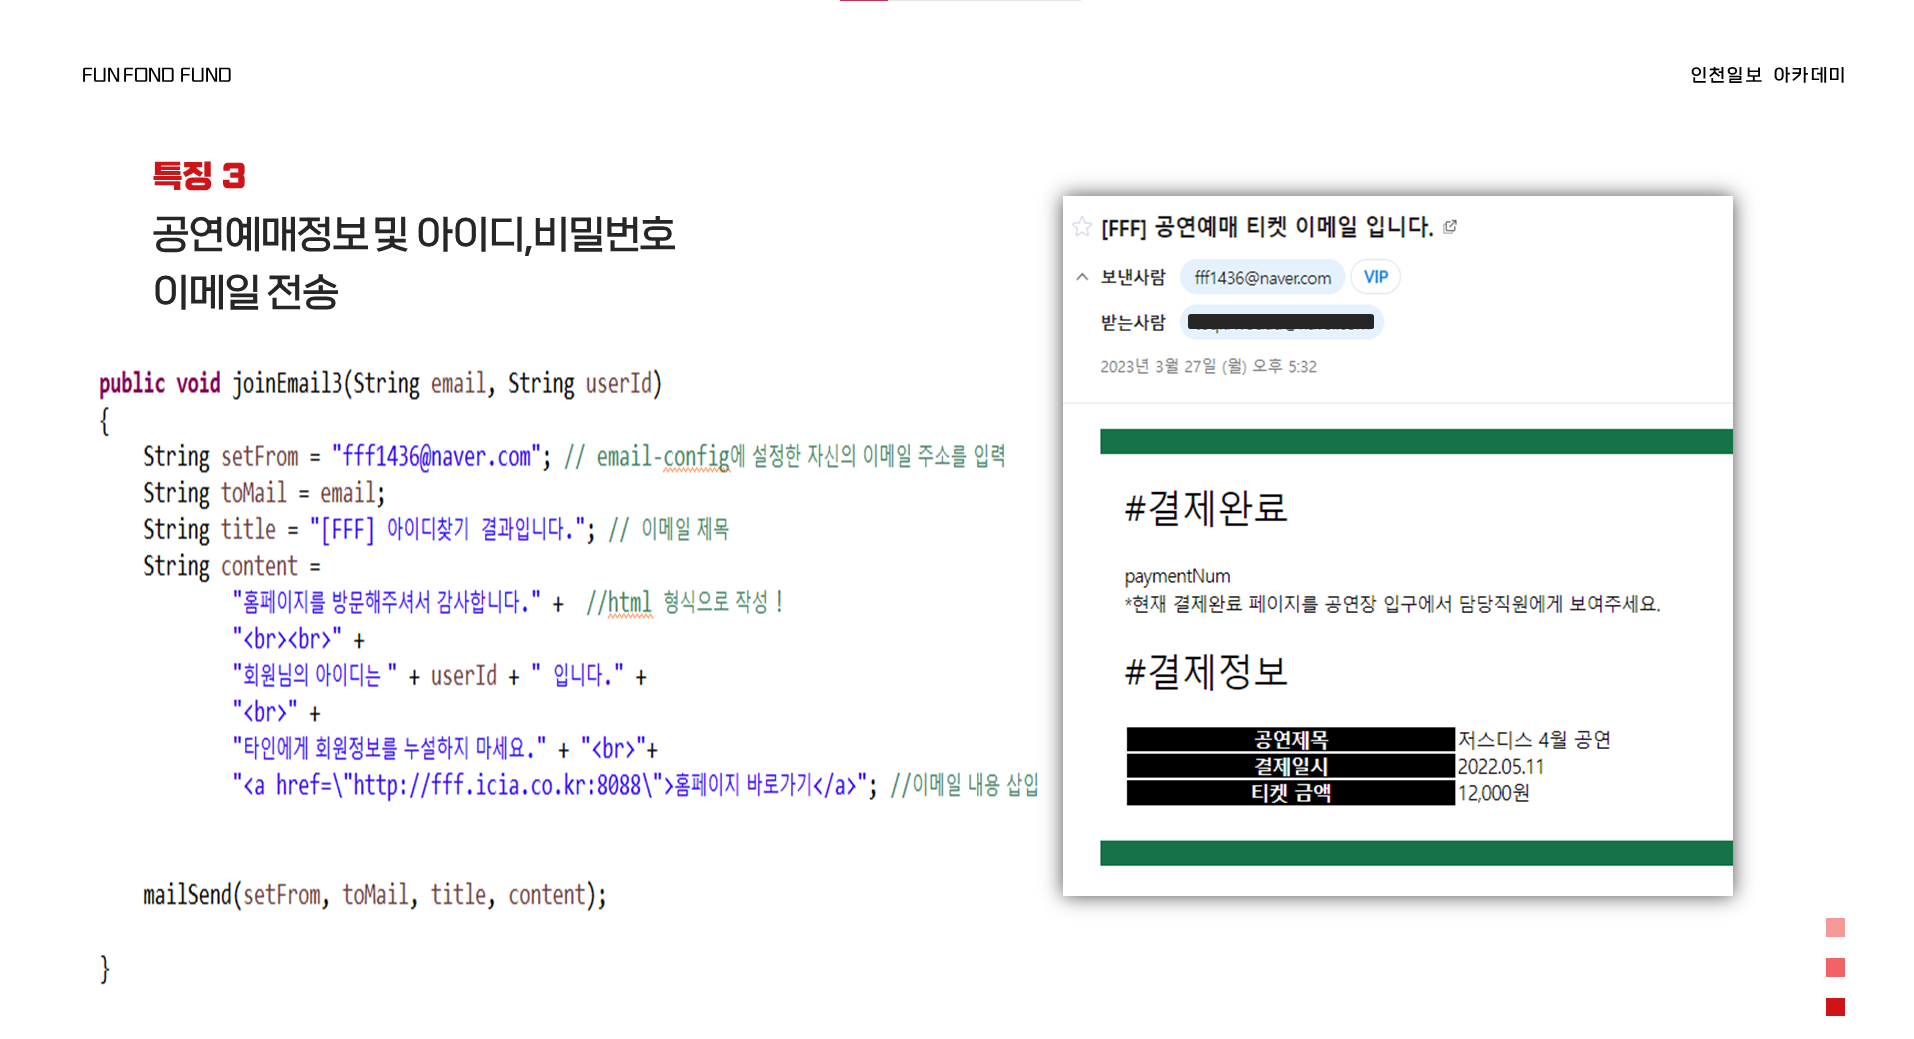 FUN FOND FUND
인천일보 아카데미
특징 3
공연예매정보 및 아이디,비밀번호
이메일 전송
public void joinEmail3(String email, String userId)
{
String setFrom = "fff1436@naver.com"; // email-config에 설정한 자신의 이메일 주소를 입력
String toMail = email;
String title = "[FFF] 아이디찾기 결과입니다."; // 이메일 제목
String content =
"홈페이지를 방문해주셔서 감사합니다." + //html 형식으로 작성 !
"<br><br>" +
"회원님의 아이디는 " + userId + " 입니다." +
"<br>" +
"타인에게 회원정보를 누설하지 마세요." + "<br>"+
"<a href=\"http://fff.icia.co.kr:8088\">홈페이지 바로가기</a>"; //이메일 내용 삽입
mailSend(setFrom, toMail, title, content);
}
[FFF] 공연예매 티켓 이메일 입니다.
보낸사람 fff1436@naver.com VIP
받는사람
2023년 3월 27일 (월) 오후 5:32
#결제완료
paymentNum
*현재 결제완료 페이지를 공연장 입구에서 담당직원에게 보여주세요.
#결제정보
공연제목 저스디스 4월 공연
결제일시 2022.05.11
티켓 금액 12,000원